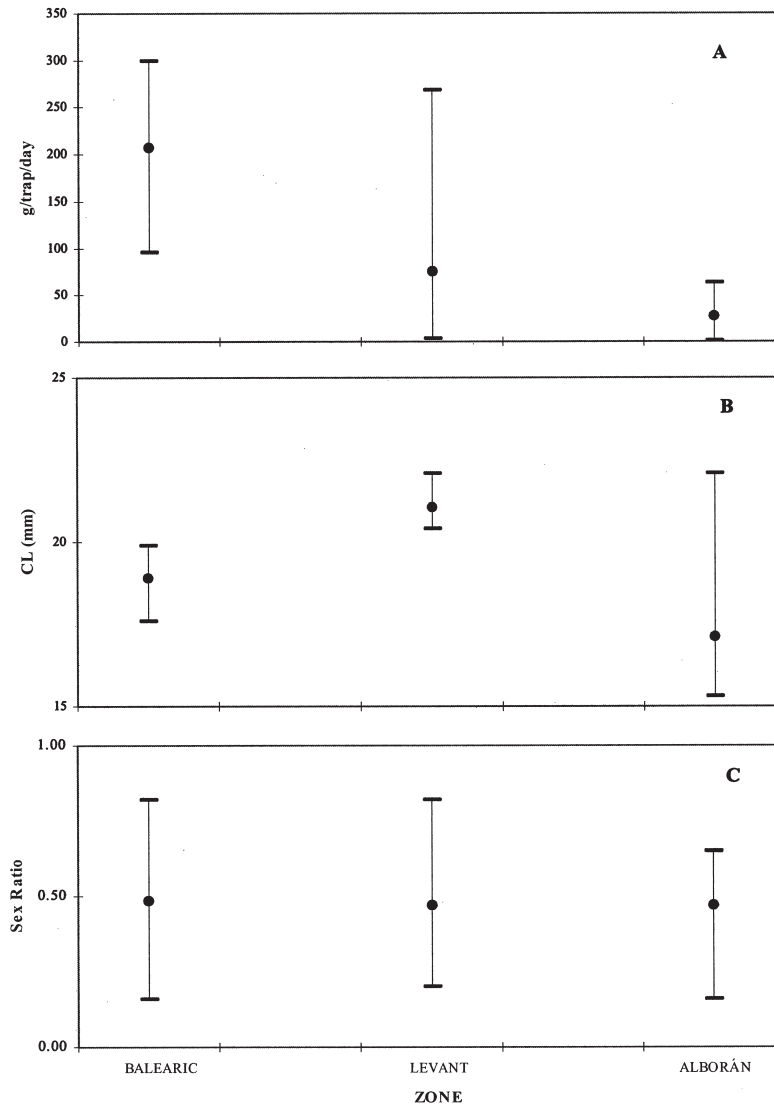 350
300
250
200
150
100
50
0
g/trap/day
A
25
20
15
CL (mm)
B
1.00
0.50
0.00
Sex Ratio
C
BALEARIC
LEVANT
ALBORÁN
ZONE